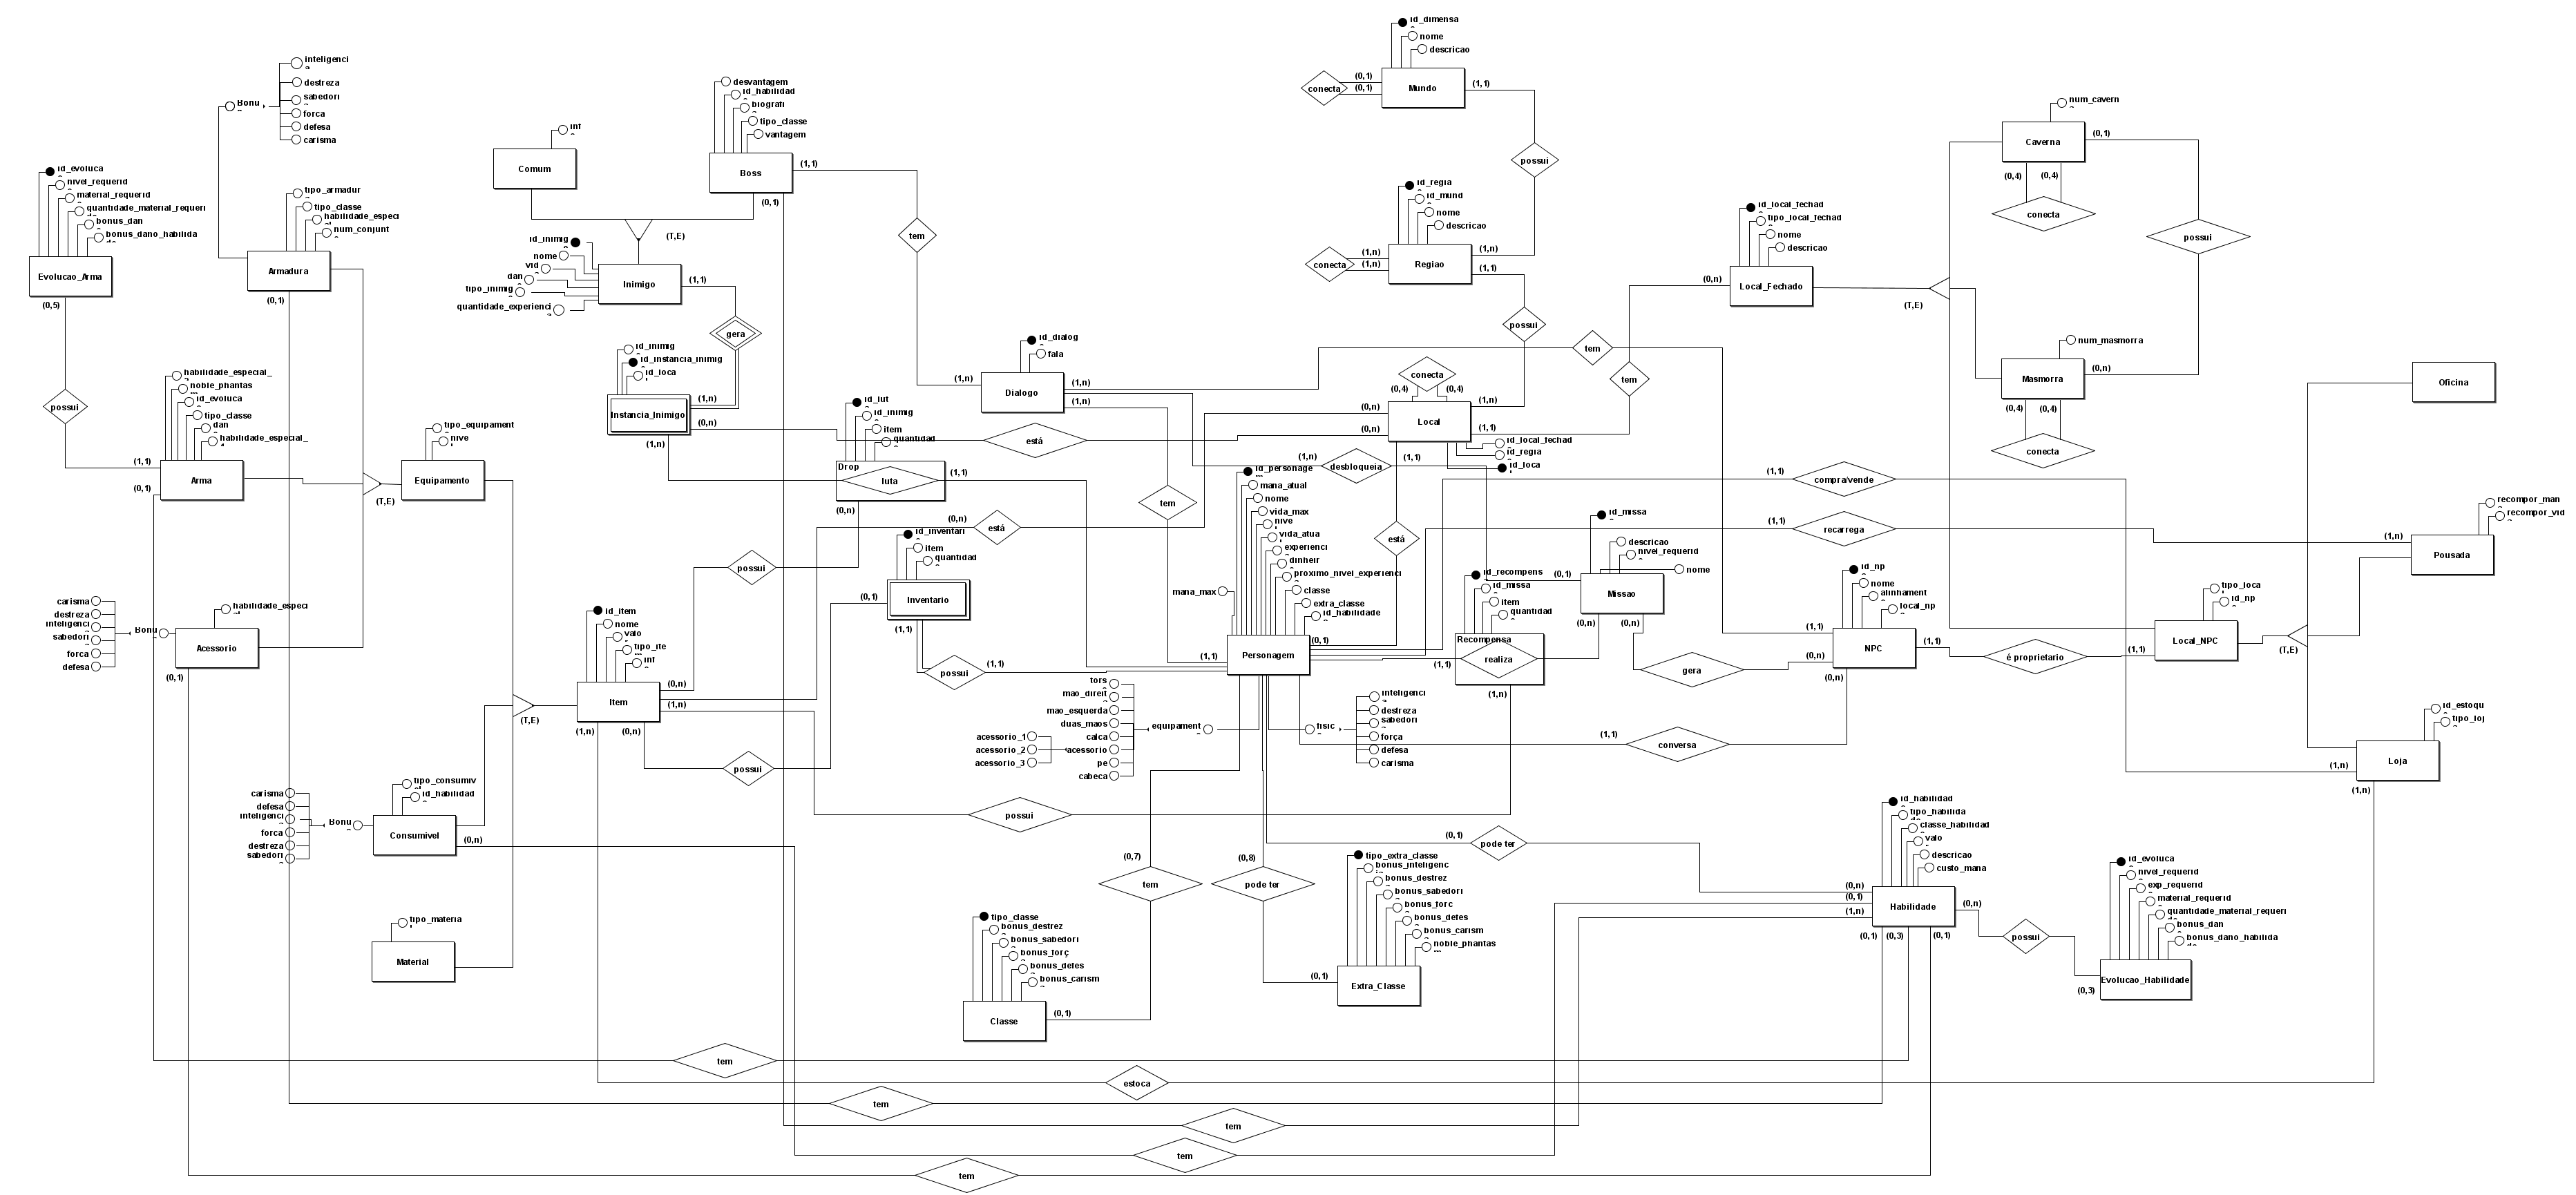 id_dimensa
nome
descricao
conecta
(0,1)
(0,1)
Mundo
(1,1)
possui
id_regia
id_mund
nome
descricao
conecta
(1,n)
(1,n)
Regiao
(1,n)
(1,1)
possui
inteligenci
destreza
sabedori
forca
defesa
carisma
Bonu
id_evoluca
nivel_requerid
material_requerid
quantidade_material_requeri
bonus_dan
bonus_dano_habilida
Evolucao_Arma
(0,5)
possui
tipo_armadur
tipo_classe
habilidade_especi
num_conjunt
Armadura
(0,1)
habilidade_especial_
noble_phantas
id_evoluca
tipo_classe
dan
habilidade_especial_
(1,1)
Arma
(0,1)
tipo_equipament
nive
Equipamento
(T,E)
inf
Comum
desvantagem
id_habilidad
biografi
tipo_classe
vantagem
Boss
(1,1)
(0,1)
(T,E)
id_inimig
nome
vid
dan
tipo_inimig
quantidade_experienci
Inimigo
(1,1)
gera
id_inimig
id_instancia_inimig
id_loca
Instancia_Inimigo
(1,n)
(0,n)
(1,n)
tem
id_dialog
fala
Dialogo
(1,n)
(1,n)
(1,n)
(1,n)
tem
tem
id_lut
id_inimig
item
quantidad
Drop
luta
(1,1)
(0,n)
está
conecta
(0,4)
(0,4)
Local
(0,n)
(0,n)
(1,n)
(1,1)
id_local_fechad
id_regia
id_loca
desbloqueia
(1,n)
(1,1)
tem
(0,n)
id_local_fechad
tipo_local_fechad
nome
descricao
Local_Fechado
(T,E)
num_cavern
Caverna
(0,1)
(0,4)
(0,4)
conecta
possui
num_masmorra
Masmorra
(0,n)
(0,4)
(0,4)
conecta
Oficina
recompor_man
recompor_vid
Pousada
(1,n)
(1,1)
compra/vende
(1,1)
recarrega
(0,n)
está
possui
id_inventari
item
quantidad
Inventario
(0,1)
(1,1)
possui
(1,1)
id_personage
mana_atual
nome
vida_max
nive
vida_atua
experienci
dinheir
proximo_nivel_experienci
classe
extra_classe
id_habilidade
mana_max
Personagem
(0,1)
(1,1)
está
id_missa
descricao
nivel_requerid
nome
Missao
(0,1)
(0,n)
(0,n)
id_recompens
id_missa
item
quantidad
Recompensa
realiza
(1,1)
(1,n)
gera
(0,n)
id_np
nome
alinhament
local_np
NPC
(1,1)
(1,1)
(0,n)
é proprietario
(1,1)
tipo_loca
id_np
Local_NPC
(T,E)
id_estoqu
tipo_loj
Loja
(1,n)
(1,n)
carisma
destreza
inteligenci
sabedori
forca
defesa
Bonu
habilidade_especi
Acessorio
(0,1)
id_item
nome
valo
tipo_ite
inf
Item
(T,E)
(0,n)
(1,n)
(1,n)
(0,n)
possui
tors
mao_direit
mao_esquerda
duas_maos
calca
acessorio
pe
cabeca
acessorio_1
acessorio_2
acessorio_3
equipament
fisic
inteligenci
destreza
sabedori
força
defesa
carisma
(1,1)
conversa
possui
carisma
defesa
inteligenci
forca
destreza
sabedori
Bonu
tipo_consumiv
id_habilidad
Consumivel
(0,n)
tipo_materia
Material
(0,7)
tem
(0,8)
pode ter
(0,1)
pode ter
tipo_classe
bonus_destrez
bonus_sabedori
bonus_forç
bonus_defes
bonus_carism
Classe
(0,1)
tipo_extra_classe
bonus_inteligenc
bonus_destrez
bonus_sabedori
bonus_forc
bonus_defes
bonus_carism
noble_phantas
Extra_Classe
(0,1)
id_habilidad
tipo_habilida
classe_habilidad
valo
descricao
custo_mana
Habilidade
(0,n)
(0,1)
(1,n)
(0,n)
(0,1)
(0,3)
(0,1)
possui
id_evoluca
nivel_requerid
exp_requerid
material_requerid
quantidade_material_requeri
bonus_dan
bonus_dano_habilida
Evolucao_Habilidade
(0,3)
tem
estoca
tem
tem
tem
tem